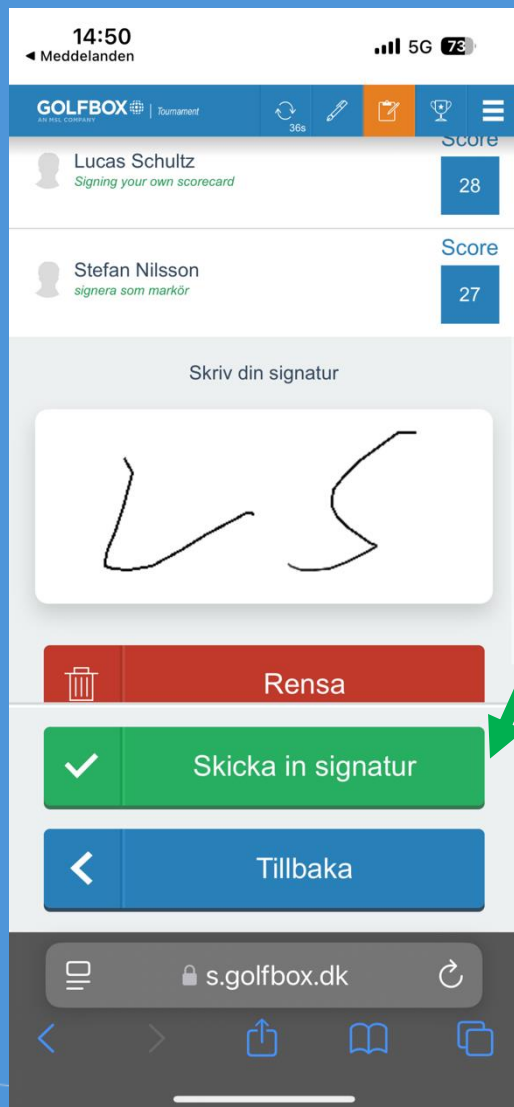 14:50
◀ Meddelanden
5G 73
GOLFBOX | Tournament
AN MSL COMPANY
36s
Score
Lucas Schultz
Signing your own scorecard
28
Score
Stefan Nilsson
signera som markör
27
Skriv din signatur
LS
Rensa
Skicka in signatur
Tillbaka
s.golfbox.dk